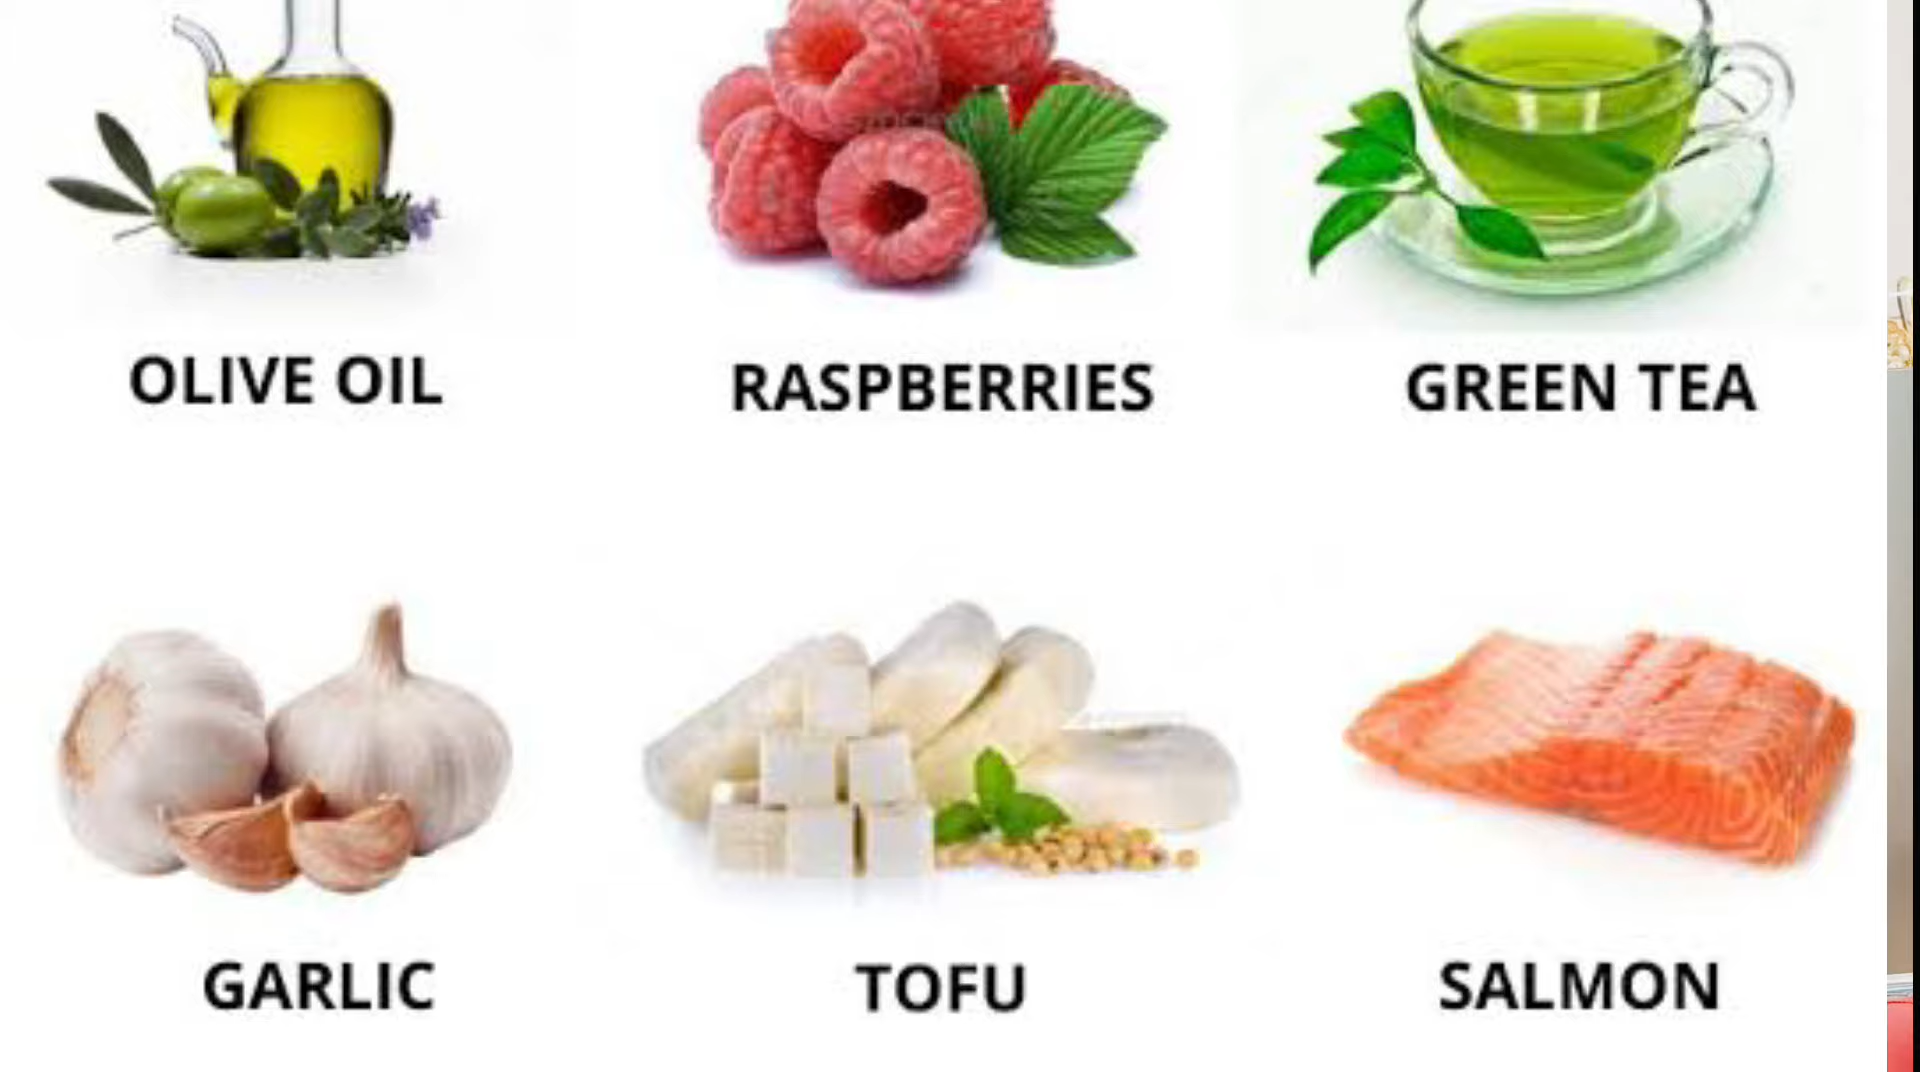 OLIVE OIL
RASPBERRIES
GREEN TEA
GARLIC
TOFU
SALMON